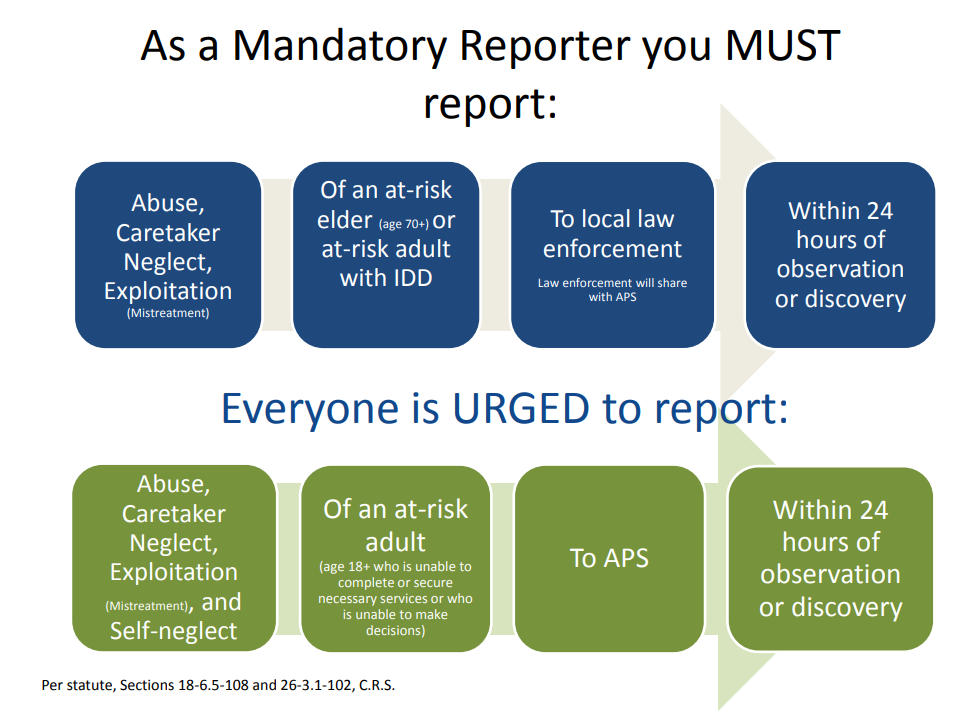 As a Mandatory Reporter you MUST
report:
Abuse,
Caretaker
Neglect,
Exploitation
(Mistreatment)
Of an at-risk
elder (age 70+) or
at-risk adult
with IDD
To local law
enforcement
Law enforcement will share
with APS
Within 24
hours of
observation
or discovery
Everyone is URGED to report:
Abuse,
Caretaker
Neglect,
Exploitation
(Mistreatment), and
Self-neglect
Of an at-risk
adult
(age 18+ who is unable to
complete or secure
necessary services or who
is unable to make
decisions)
To APS
Within 24
hours of
observation
or discovery
Per statute, Sections 18-6.5-108 and 26-3.1-102, C.R.S.